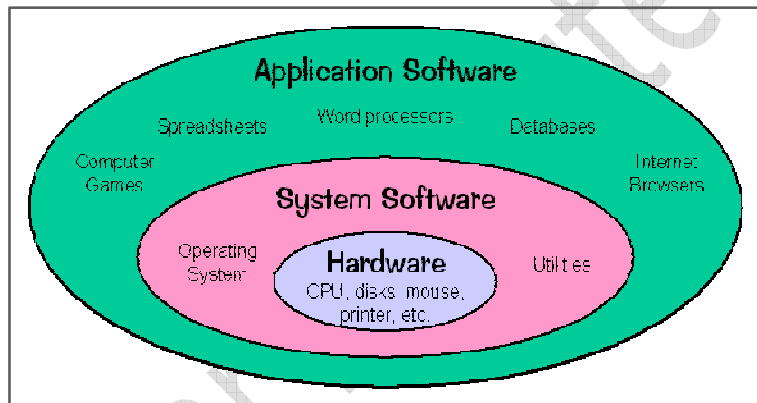 Application Software
Word processors
Spreadsheets
Databases
Computer
Games
Internet
Browsers
System Software
Operating
System
Utilities
Hardware
CPU, disks, mouse,
printer, etc.